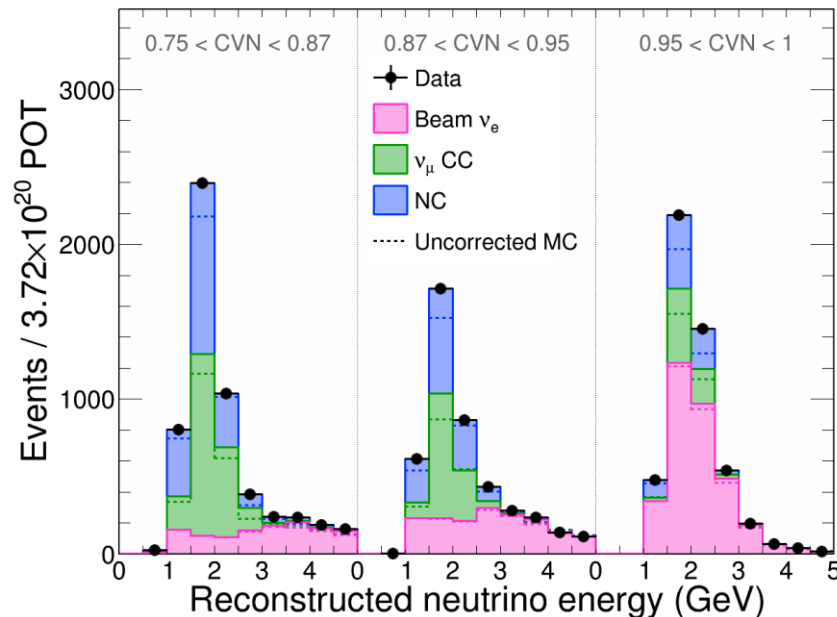 0.75 < CVN < 0.87
0.87 < CVN < 0.95
0.95 < CVN < 1
Data
Beam νₑ
ν_μ CC
NC
Uncorrected MC
Events / 3.72×10²⁰ POT
3000
2000
1000
0
0 1 2 3 4 0 1 2 3 4 0 1 2 3 4 5
Reconstructed neutrino energy (GeV)